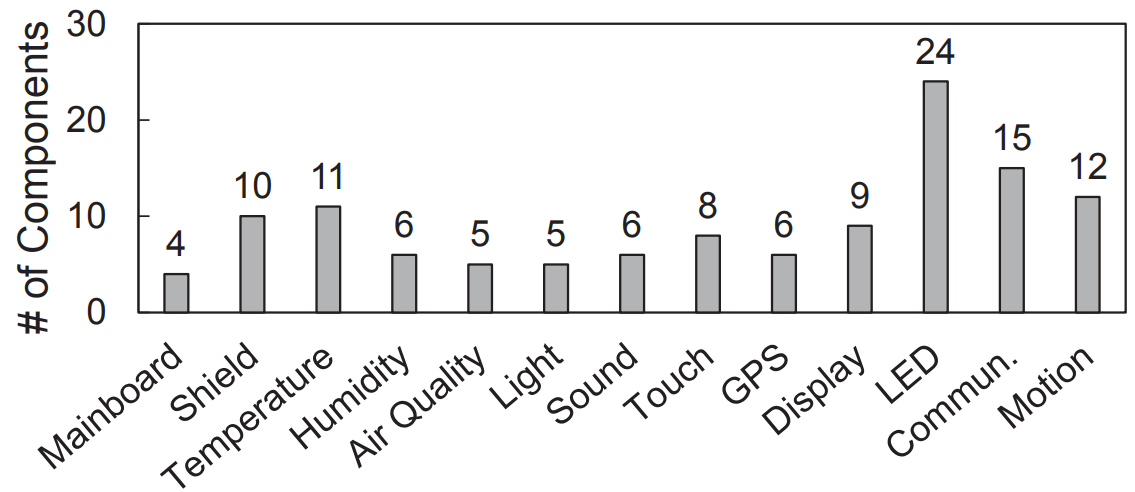 # of Components
30
20
10
0
4
10
11
6
5
5
6
8
6
9
24
15
12
Mainboard
Shield
Temperature
Humidity
Air Quality
Light
Sound
Touch
GPS
Display
LED
Commun.
Motion